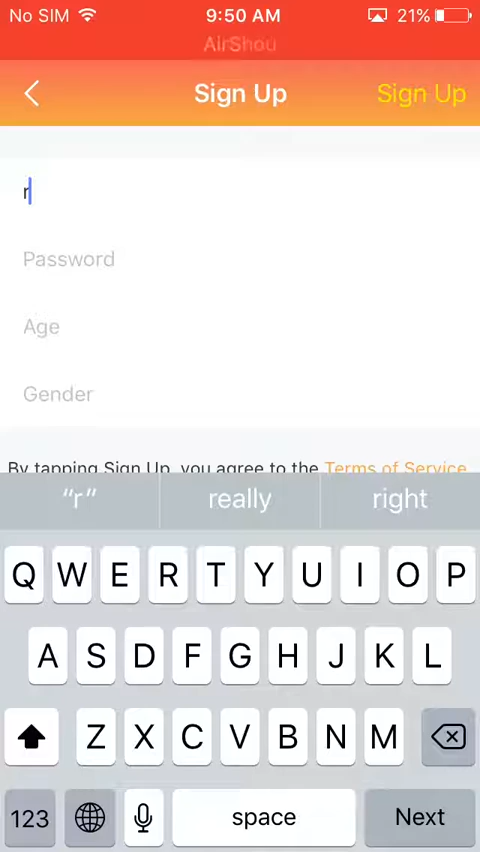 No SIM 9:50 AM 21%
AirShou
Sign Up Sign Up
r
Password
Age
Gender
By tapping Sign Up, you agree to the Terms of Service
“r” really right
Q W E R T Y U I O P
A S D F G H J K L
Z X C V B N M
123 space Next